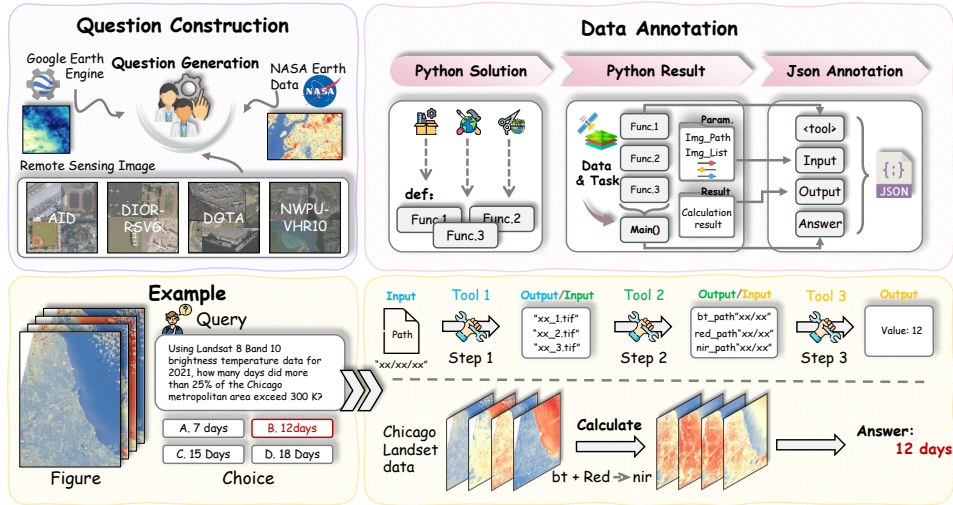 Question Construction
Google Earth
Engine
Question Generation
NASA Earth
Data
NASA
Remote Sensing Image
AID
DIOR-
RSVG
DGTA
NWPU-
VHR10
Data Annotation
Python Solution
Python Result
Json Annotation
def:
Func.1
Func.2
Func.3
Data
& Task
Func.1
Func.2
Func.3
Main()
Param.
Img_Path
Img_List
Result
Calculation
result
<tool>
Input
Output
Answer
{;}
JSON
Example
Query
Using Landsat 8 Band 10
brightness temperature data for
2021, how many days did more
than 25% of the Chicago
metropolitan area exceed 300 K?
A. 7 days
B. 12days
C. 15 Days
D. 18 Days
Figure
Choice
Input
Tool 1
Output/Input
Tool 2
Output/Input
Tool 3
Output
Path
"xx/xx/xx"
Step 1
"xx_1.tif"
"xx_2.tif"
"xx_3.tif"
Step 2
bt_path"xx/xx"
red_path"xx/xx"
nir_path"xx/xx"
Step 3
Value: 12
Chicago
Landset
data
Calculate
bt + Red → nir
Answer:
12 days